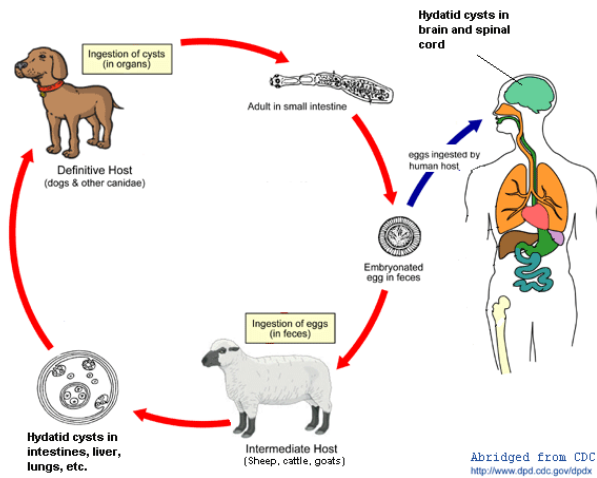 Hydatid cysts in
brain and spinal
cord
Ingestion of cysts
(in organs)
Adult in small intestine
Definitive Host
(dogs & other canidae)
eggs ingested by
human host
Embryonated
egg in feces
Ingestion of eggs
(in feces)
Hydatid cysts in
intestines, liver,
lungs, etc.
Intermediate Host
(Sheep, cattle, goats)
Abridged from CDC
http://www.dpd.cdc.gov/dpdx